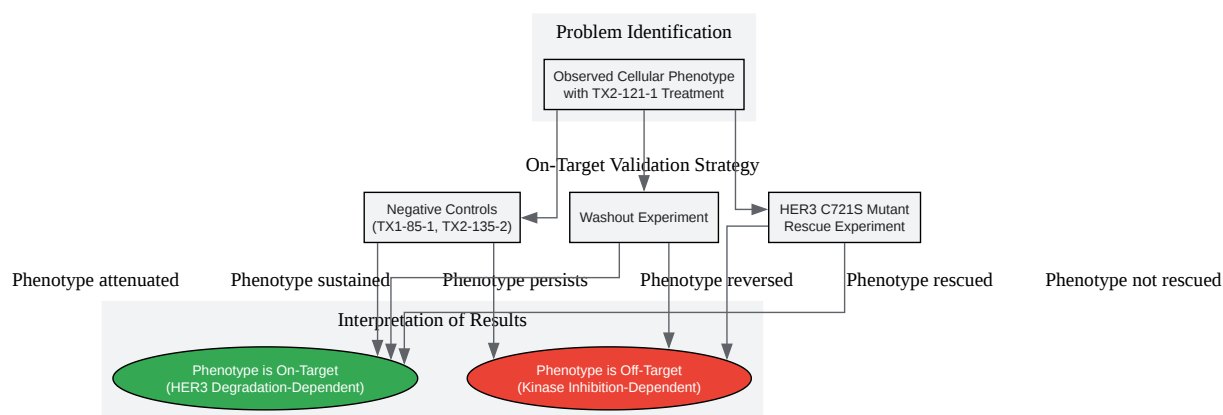 Problem Identification
Observed Cellular Phenotype
with TX2-121-1 Treatment
On-Target Validation Strategy
Negative Controls
(TX1-85-1, TX2-135-2)
Washout Experiment
HER3 C721S Mutant
Rescue Experiment
Phenotype attenuated
Phenotype sustained
Phenotype persists
Phenotype reversed
Phenotype rescued
Phenotype not rescued
Interpretation of Results
Phenotype is On-Target
(HER3 Degradation-Dependent)
Phenotype is Off-Target
(Kinase Inhibition-Dependent)